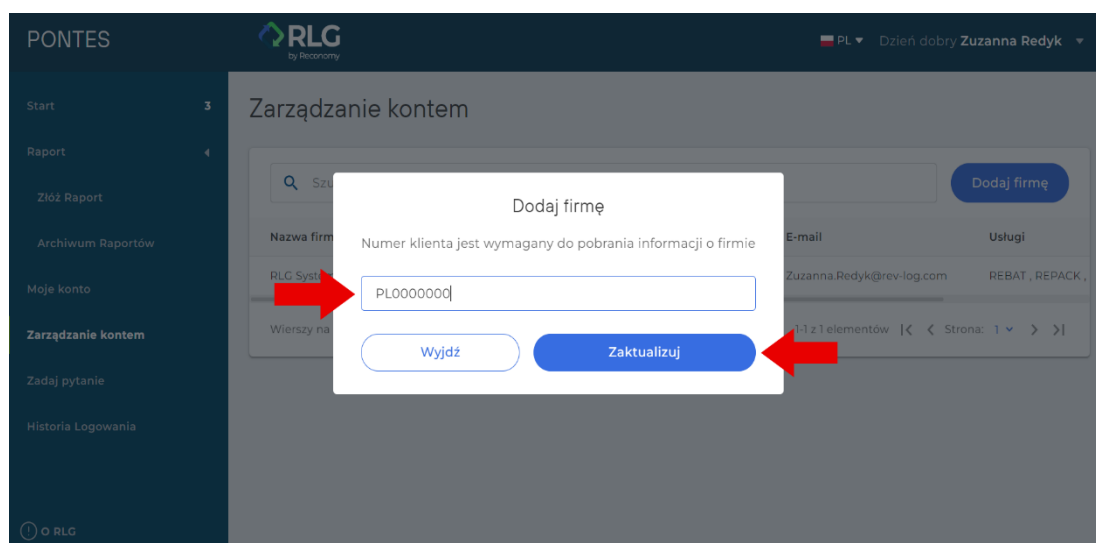 PONTES
RLG
by Reconomy
PL
Dzień dobry Zuzanna Redyk
Start 3
Zarządzanie kontem
Raport
Złóż Raport
Archiwum Raportów
Moje konto
Zarządzanie kontem
Zadaj pytanie
Historia Logowania
O RLG
Szu
Dodaj firmę
Nazwa firm
E-mail
Usługi
RLG Syst
Zuzanna.Redyk@rev-log.com
REBAT , REPACK ,
Wierszy na
1-1 z 1 elementów
Strona: 1
Dodaj firmę
Numer klienta jest wymagany do pobrania informacji o firmie
PL0000000
Wyjdź
Zaktualizuj